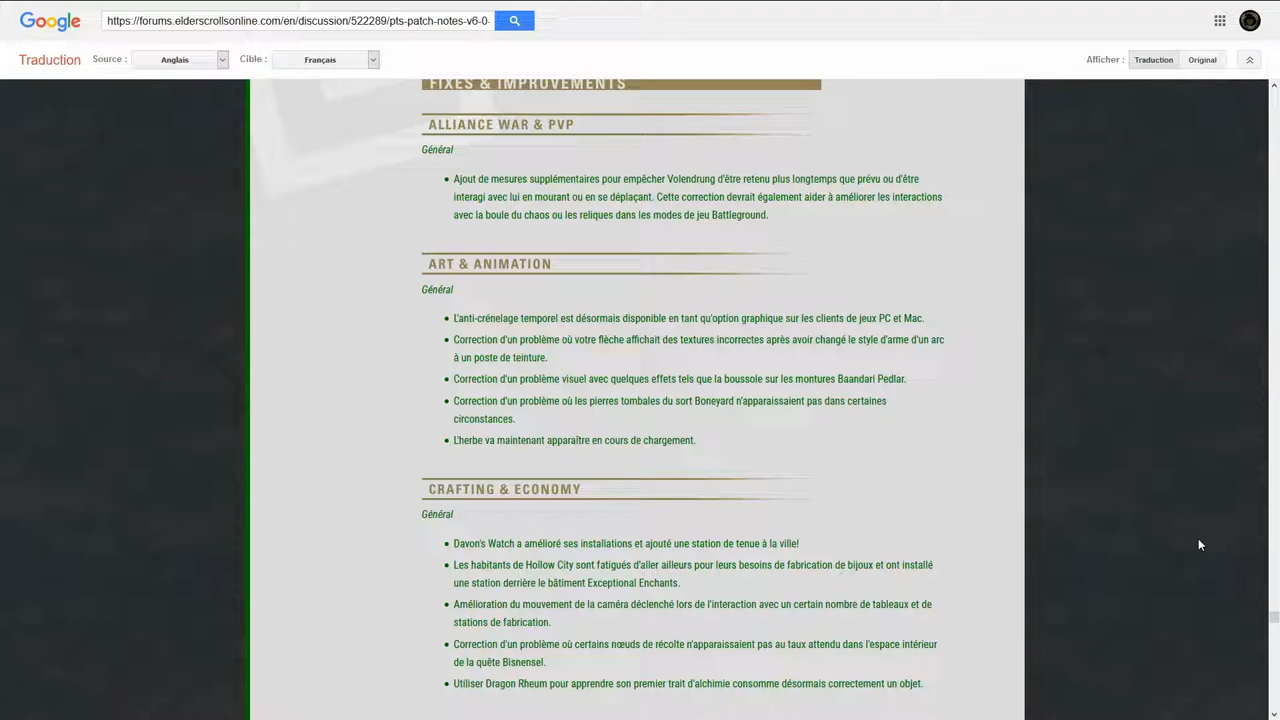 Google
https://forums.elderscrollsonline.com/en/discussion/522289/pts-patch-notes-v6-0-
Traduction
Source :
Anglais
Cible :
Français
Afficher :
Traduction
Original
FIXES & IMPROVEMENTS
ALLIANCE WAR & PVP
Général
• Ajout de mesures supplémentaires pour empêcher Volendrung d'être retenu plus longtemps que prévu ou d'être
interagi avec lui en mourant ou en se déplaçant. Cette correction devrait également aider à améliorer les interactions
avec la boule du chaos ou les reliques dans les modes de jeu Battleground.
ART & ANIMATION
Général
• L'anti-crénelage temporel est désormais disponible en tant qu'option graphique sur les clients de jeux PC et Mac.
• Correction d'un problème où votre flèche affichait des textures incorrectes après avoir changé le style d'arme d'un arc
à un poste de teinture.
• Correction d'un problème visuel avec quelques effets tels que la boussole sur les montures Baandari Pedlar.
• Correction d'un problème où les pierres tombales du sort Boneyard n'apparaissaient pas dans certaines
circonstances.
• L'herbe va maintenant apparaître en cours de chargement.
CRAFTING & ECONOMY
Général
• Davon's Watch a amélioré ses installations et ajouté une station de tenue à la ville!
• Les habitants de Hollow City sont fatigués d'aller ailleurs pour leurs besoins de fabrication de bijoux et ont installé
une station derrière le bâtiment Exceptional Enchants.
• Amélioration du mouvement de la caméra déclenché lors de l'interaction avec un certain nombre de tableaux et de
stations de fabrication.
• Correction d'un problème où certains nœuds de récolte n'apparaissaient pas au taux attendu dans l'espace intérieur
de la quête Bisnensel.
• Utiliser Dragon Rheum pour apprendre son premier trait d'alchimie consomme désormais correctement un objet.